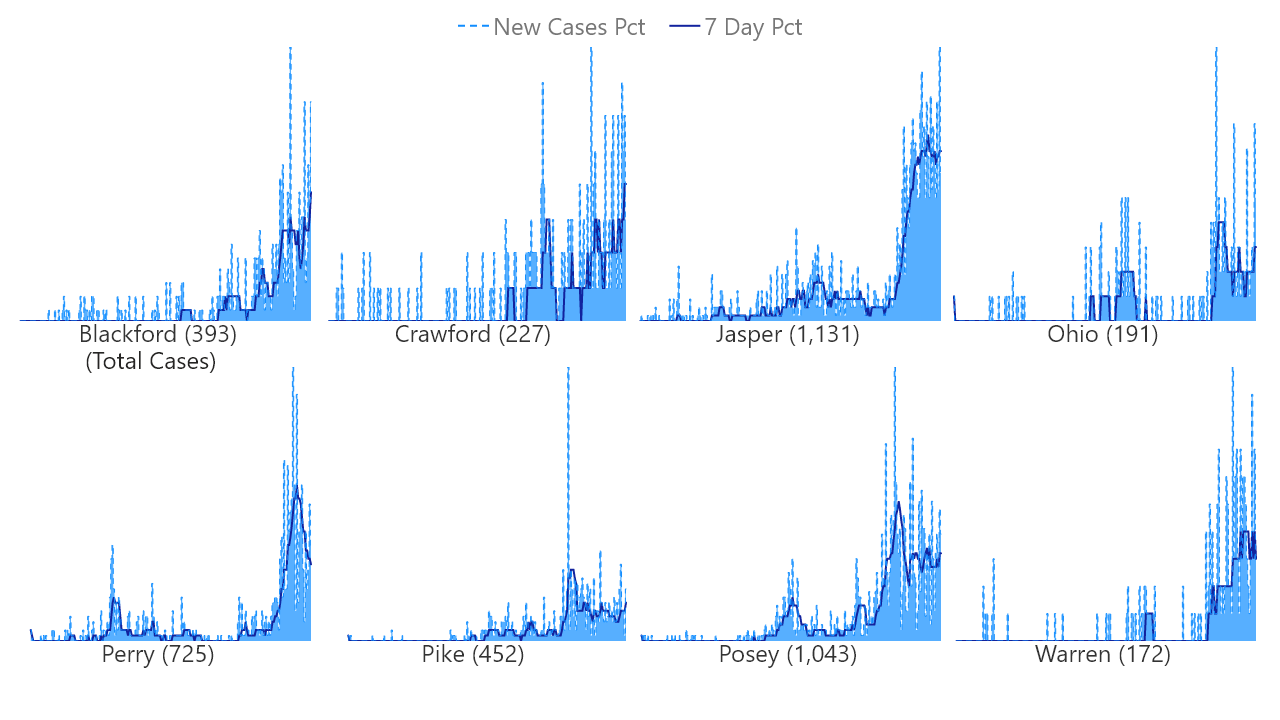 New Cases Pct 7 Day Pct
Blackford (393) Crawford (227) Jasper (1,131) Ohio (191)
(Total Cases)
Perry (725) Pike (452) Posey (1,043) Warren (172)